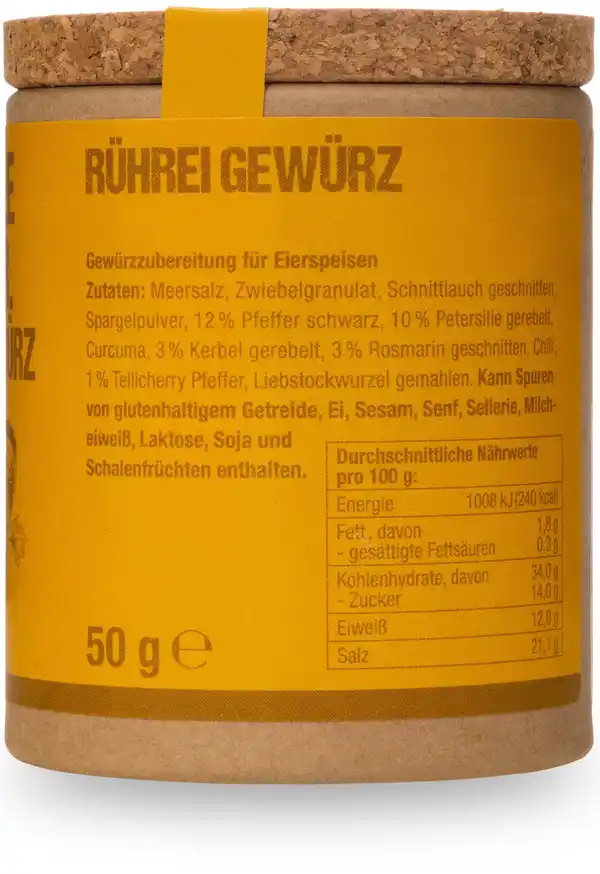 E
ÜRZ
RÜHREI GEWÜRZ
Gewürzzubereitung für Eierspeisen
Zutaten: Meersalz, Zwiebelgranulat, Schnittlauch geschnitten,
Spargelpulver, 12 % Pfeffer schwarz, 10 % Petersilie gerebelt,
Curcuma, 3 % Kerbel gerebelt, 3 % Rosmarin geschnitten, Chili,
1 % Tellicherry Pfeffer, Liebstockwurzel gemahlen. Kann Spuren
von glutenhaltigem Getreide, Ei, Sesam, Senf, Sellerie, Milch-
eiweiß, Laktose, Soja und
Schalenfrüchten enthalten.
Durchschnittliche Nährwerte
pro 100 g:
Energie 1008 kJ (240 kcal)
Fett, davon 1,8 g
- gesättigte Fettsäuren 0,3 g
Kohlenhydrate, davon 34,0 g
- Zucker 14,0 g
Eiweiß 12,0 g
Salz 21,1 g
50 g ℮